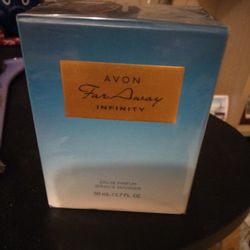 AVON
Far Away
INFINITY
EAU DE PARFUM
50 mL / 1.7 FL. OZ.